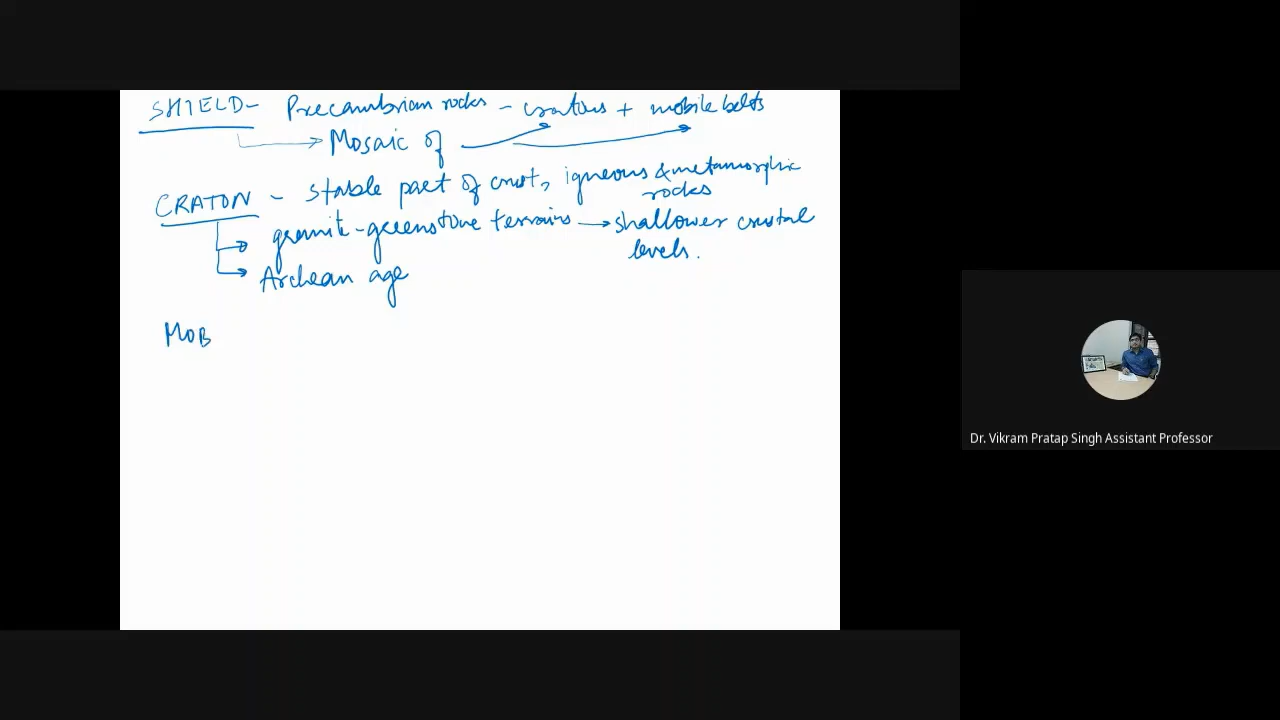 SHIELD- Precambrian rocks - cratons + mobile belts
Mosaic of
CRATON - stable part of crust, igneous & metamorphic
rocks
granite-greenstone terrains → shallower crustal
levels.
Archean age
MOB
Dr. Vikram Pratap Singh Assistant Professor